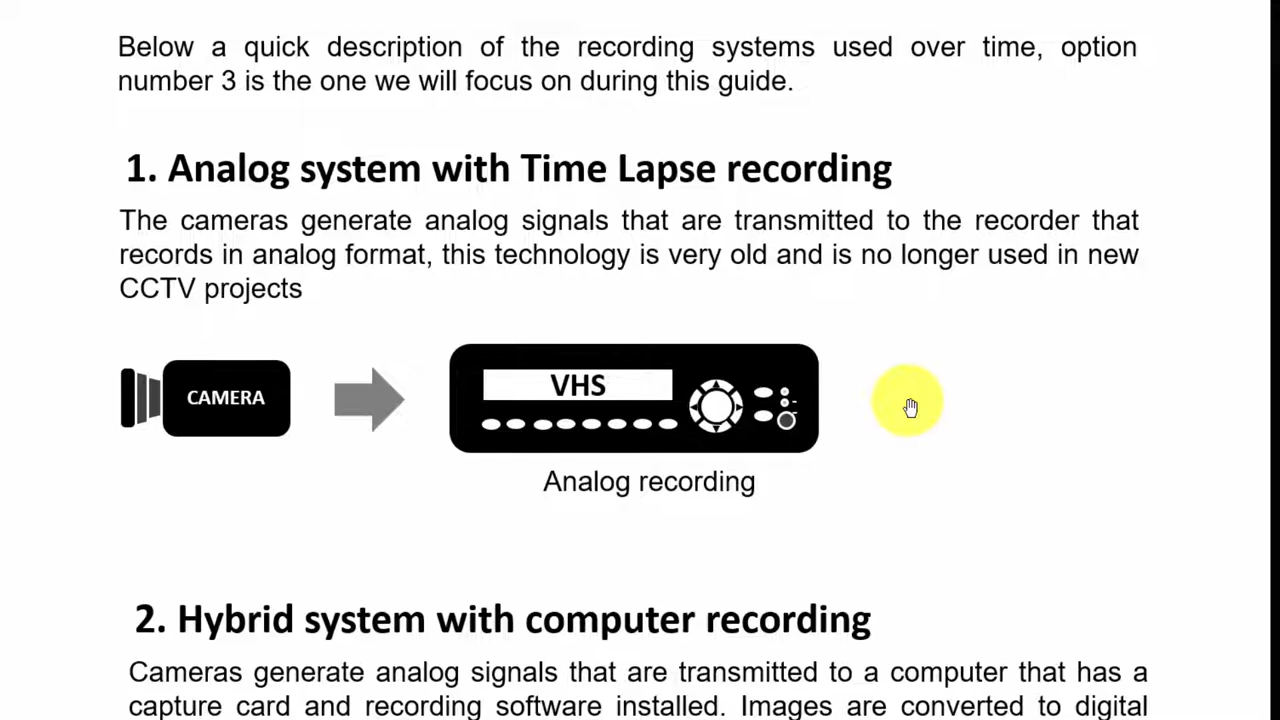 Below a quick description of the recording systems used over time, option
number 3 is the one we will focus on during this guide.
1. Analog system with Time Lapse recording
The cameras generate analog signals that are transmitted to the recorder that
records in analog format, this technology is very old and is no longer used in new
CCTV projects
CAMERA
VHS
Analog recording
2. Hybrid system with computer recording
Cameras generate analog signals that are transmitted to a computer that has a
capture card and recording software installed. Images are converted to digital